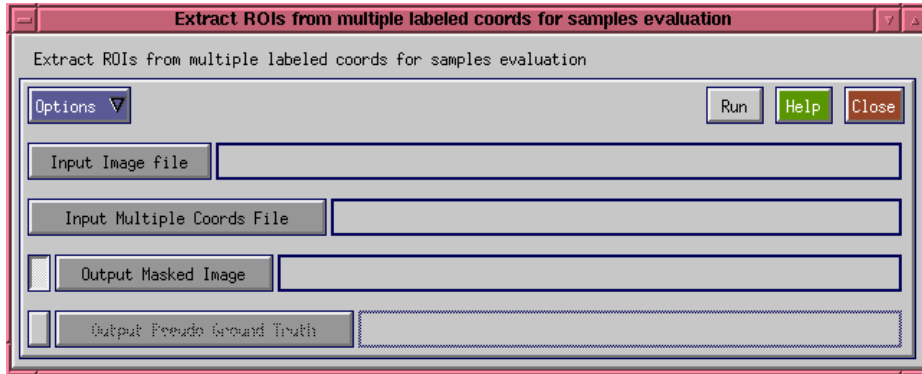 Extract ROIs from multiple labeled coords for samples evaluation
Extract ROIs from multiple labeled coords for samples evaluation
Options Run Help Close
Input Image file
Input Multiple Coords File
Output Masked Image
Output Pseudo Ground Truth